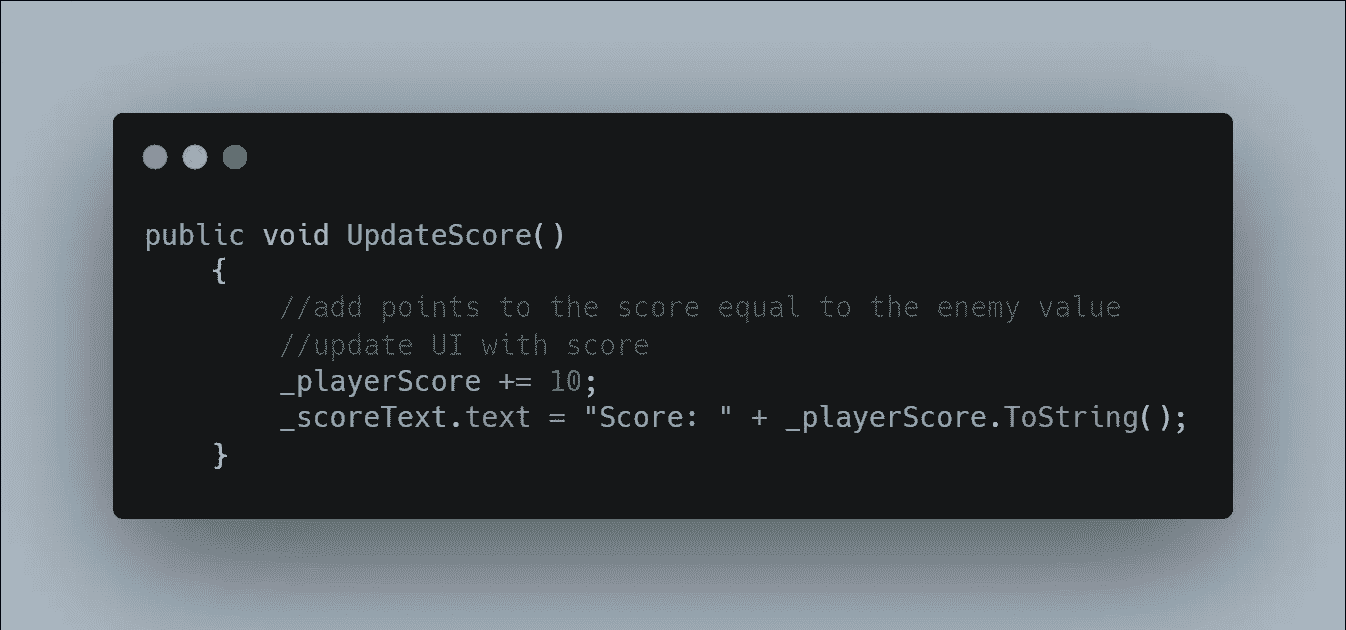 public void UpdateScore()
{
//add points to the score equal to the enemy value
//update UI with score
_playerScore += 10;
_scoreText.text = "Score: " + _playerScore.ToString();
}